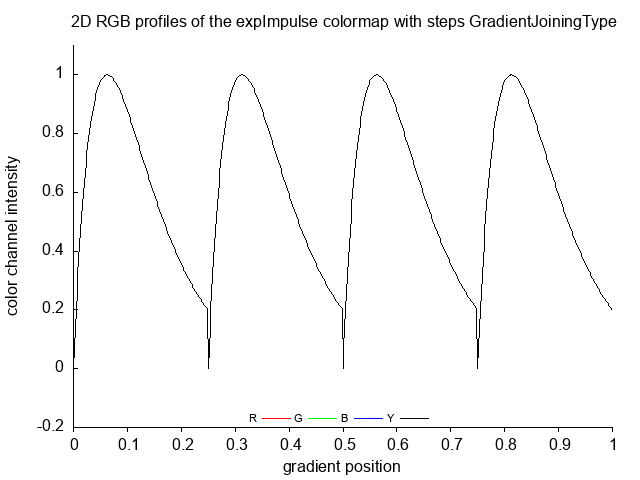 2D RGB profiles of the expImpulse colormap with steps GradientJoiningType
color channel intensity
1
0.8
0.6
0.4
0.2
0
-0.2
R G B Y
0 0.1 0.2 0.3 0.4 0.5 0.6 0.7 0.8 0.9 1
gradient position